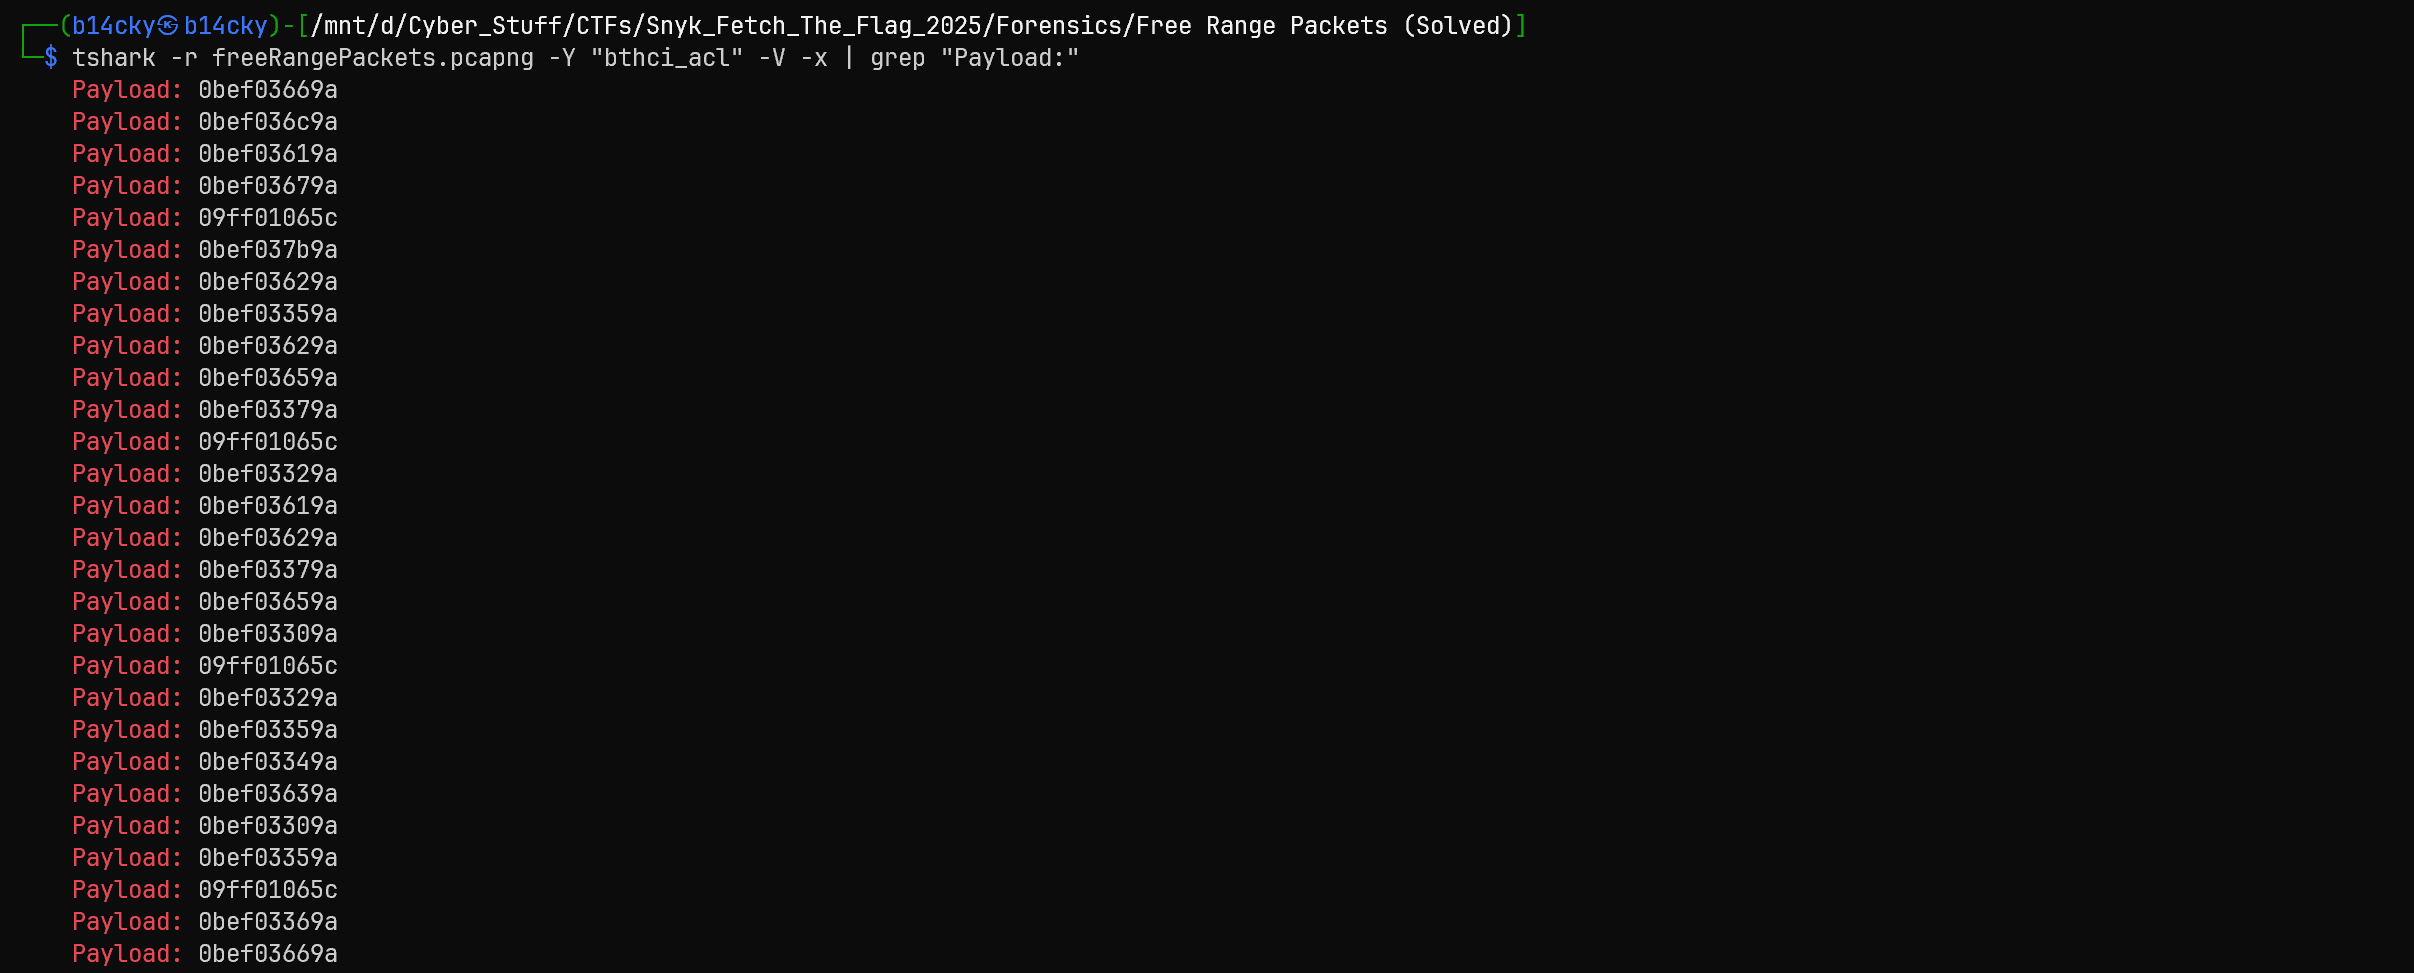 ┌──(b14cky㉿b14cky)-[/mnt/d/Cyber_Stuff/CTFs/Snyk_Fetch_The_Flag_2025/Forensics/Free Range Packets (Solved)]
└─$ tshark -r freeRangePackets.pcapng -Y "bthci_acl" -V -x | grep "Payload:"
Payload: 0bef03669a
Payload: 0bef036c9a
Payload: 0bef03619a
Payload: 0bef03679a
Payload: 09ff01065c
Payload: 0bef037b9a
Payload: 0bef03629a
Payload: 0bef03359a
Payload: 0bef03629a
Payload: 0bef03659a
Payload: 0bef03379a
Payload: 09ff01065c
Payload: 0bef03329a
Payload: 0bef03619a
Payload: 0bef03629a
Payload: 0bef03379a
Payload: 0bef03659a
Payload: 0bef03309a
Payload: 09ff01065c
Payload: 0bef03329a
Payload: 0bef03359a
Payload: 0bef03349a
Payload: 0bef03639a
Payload: 0bef03309a
Payload: 0bef03359a
Payload: 09ff01065c
Payload: 0bef03369a
Payload: 0bef03669a